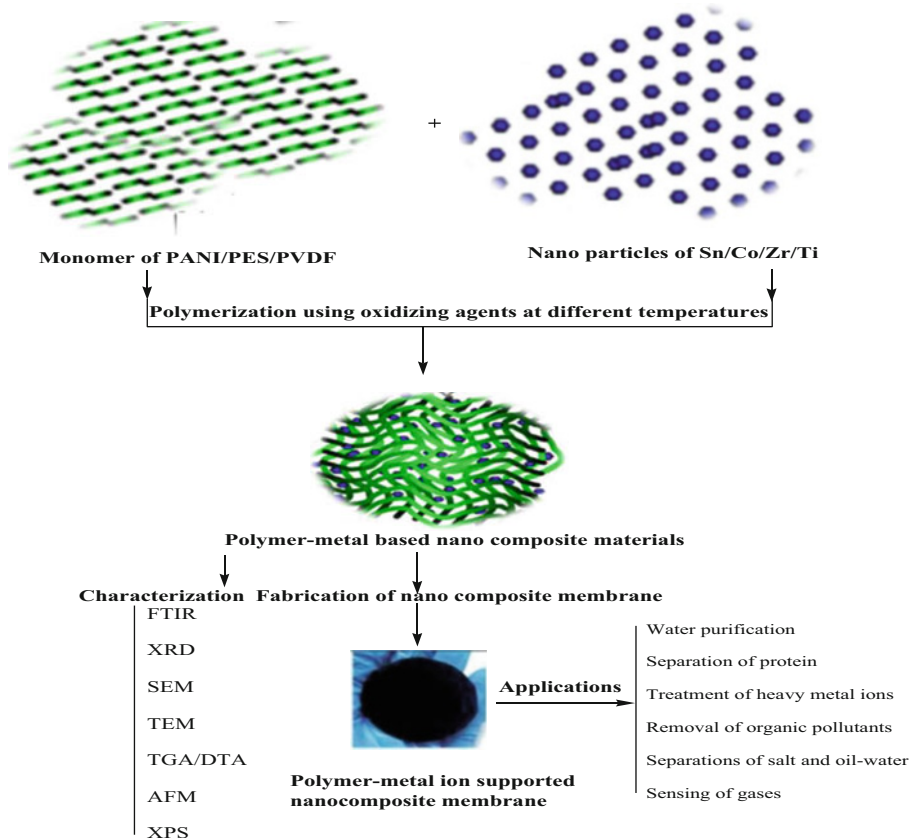 +
Monomer of PANI/PES/PVDF
Nano particles of Sn/Co/Zr/Ti
Polymerization using oxidizing agents at different temperatures
Polymer-metal based nano composite materials
Characterization
Fabrication of nano composite membrane
FTIR
XRD
SEM
TEM
TGA/DTA
AFM
XPS
Polymer-metal ion supported
nanocomposite membrane
Applications
Water purification
Separation of protein
Treatment of heavy metal ions
Removal of organic pollutants
Separations of salt and oil-water
Sensing of gases